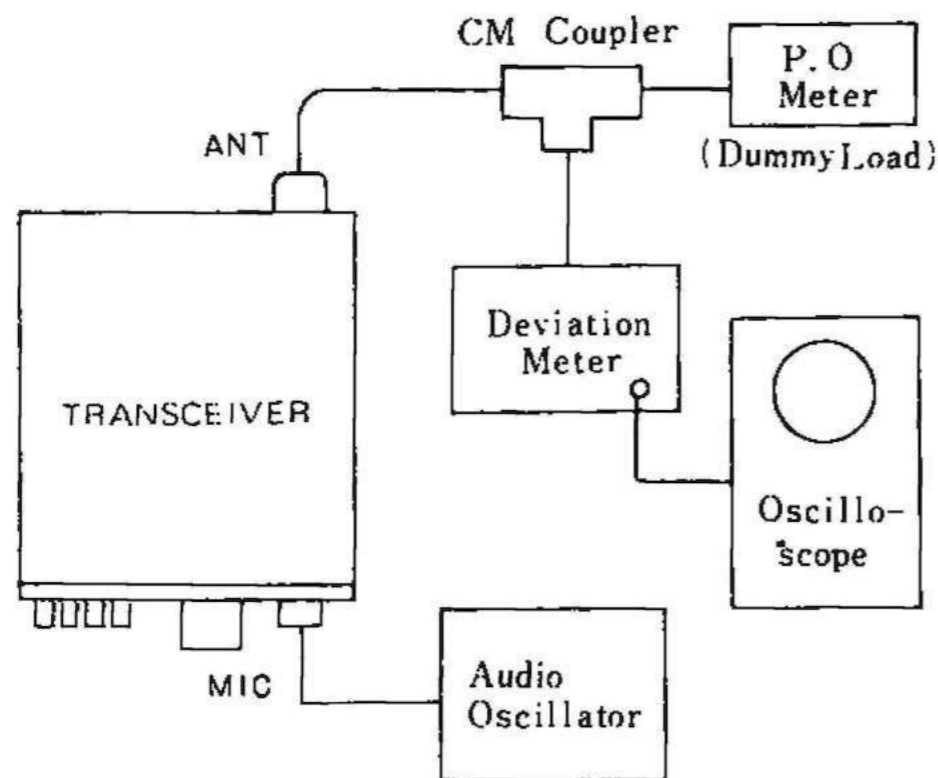 CM Coupler
P.O
Meter
(Dummy Load)
ANT
Deviation
Meter
TRANSCEIVER
Oscillo-
scope
MIC
Audio
Oscillator